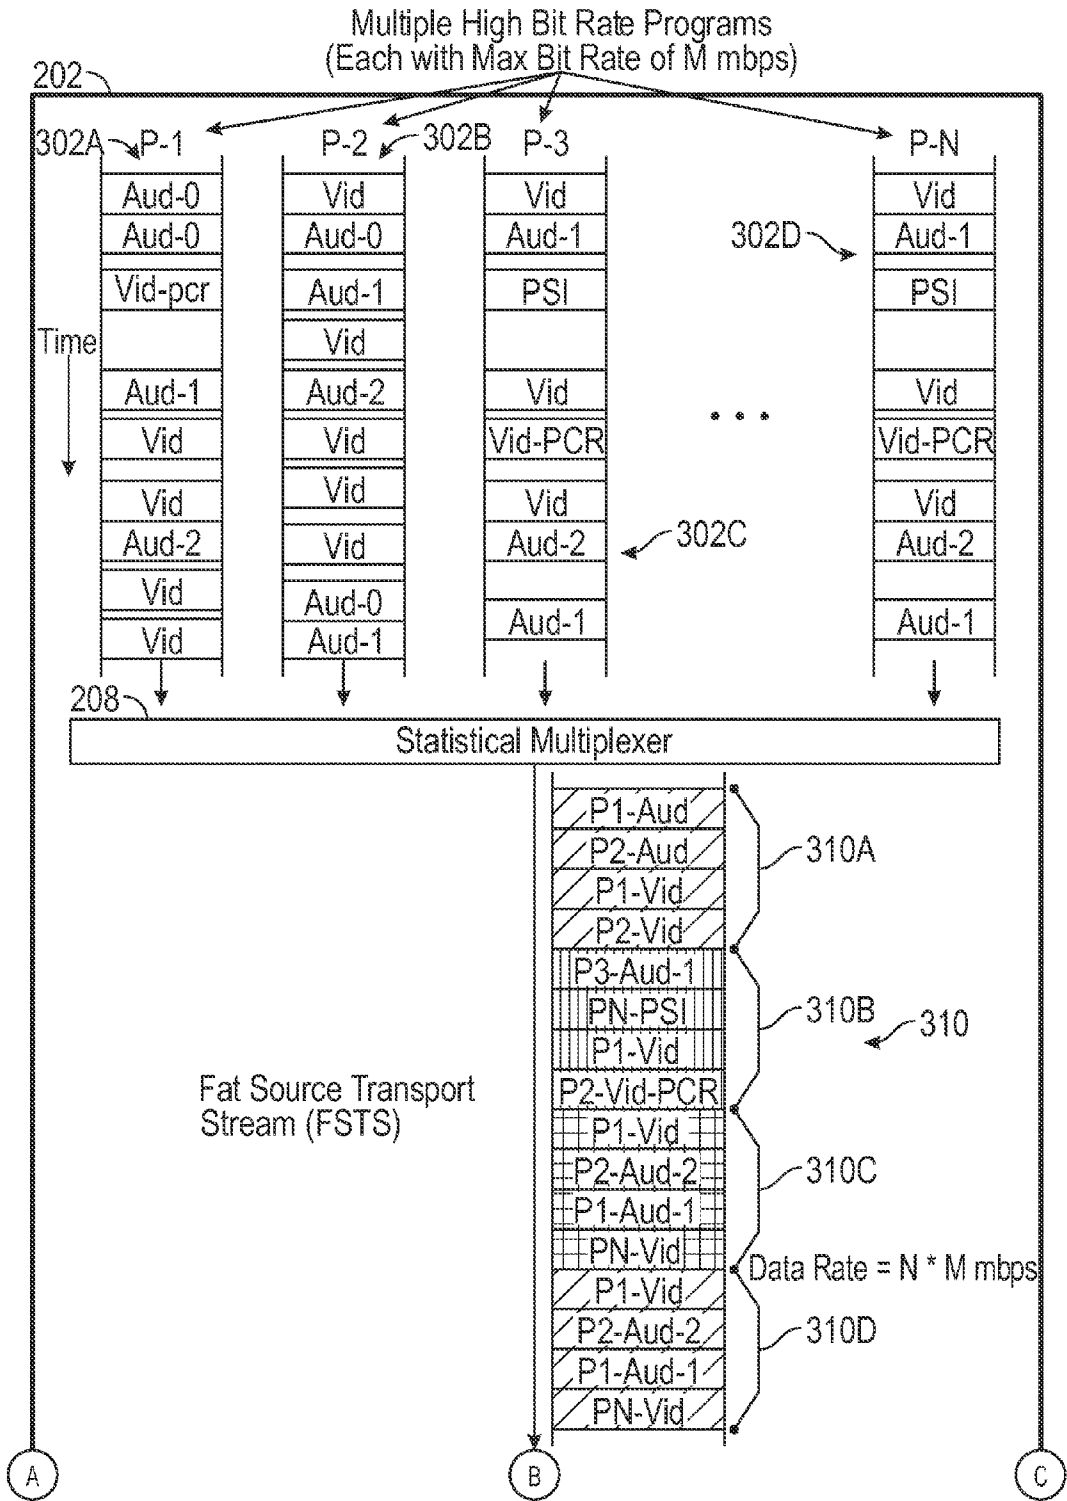 Multiple High Bit Rate Programs
(Each with Max Bit Rate of M mbps)
202
302A
P-1
P-2
302B
P-3
P-N
Aud-0
Aud-0
Vid-pcr
Aud-1
Vid
Vid
Aud-2
Vid
Vid
Vid
Aud-0
Aud-1
Vid
Aud-2
Vid
Vid
Vid
Aud-0
Aud-1
Vid
Aud-1
PSI
Vid
Vid-PCR
Vid
Aud-2
Aud-1
302C
302D
Vid
Aud-1
PSI
Vid
Vid-PCR
Vid
Aud-2
Aud-1
Time
...
208
Statistical Multiplexer
P1-Aud
P2-Aud
P1-Vid
P2-Vid
310A
P3-Aud-1
PN-PSI
P1-Vid
P2-Vid-PCR
310B
310
Fat Source Transport
Stream (FSTS)
P1-Vid
P2-Aud-2
P1-Aud-1
PN-Vid
310C
Data Rate = N * M mbps
P1-Vid
P2-Aud-2
P1-Aud-1
PN-Vid
310D
A
B
C